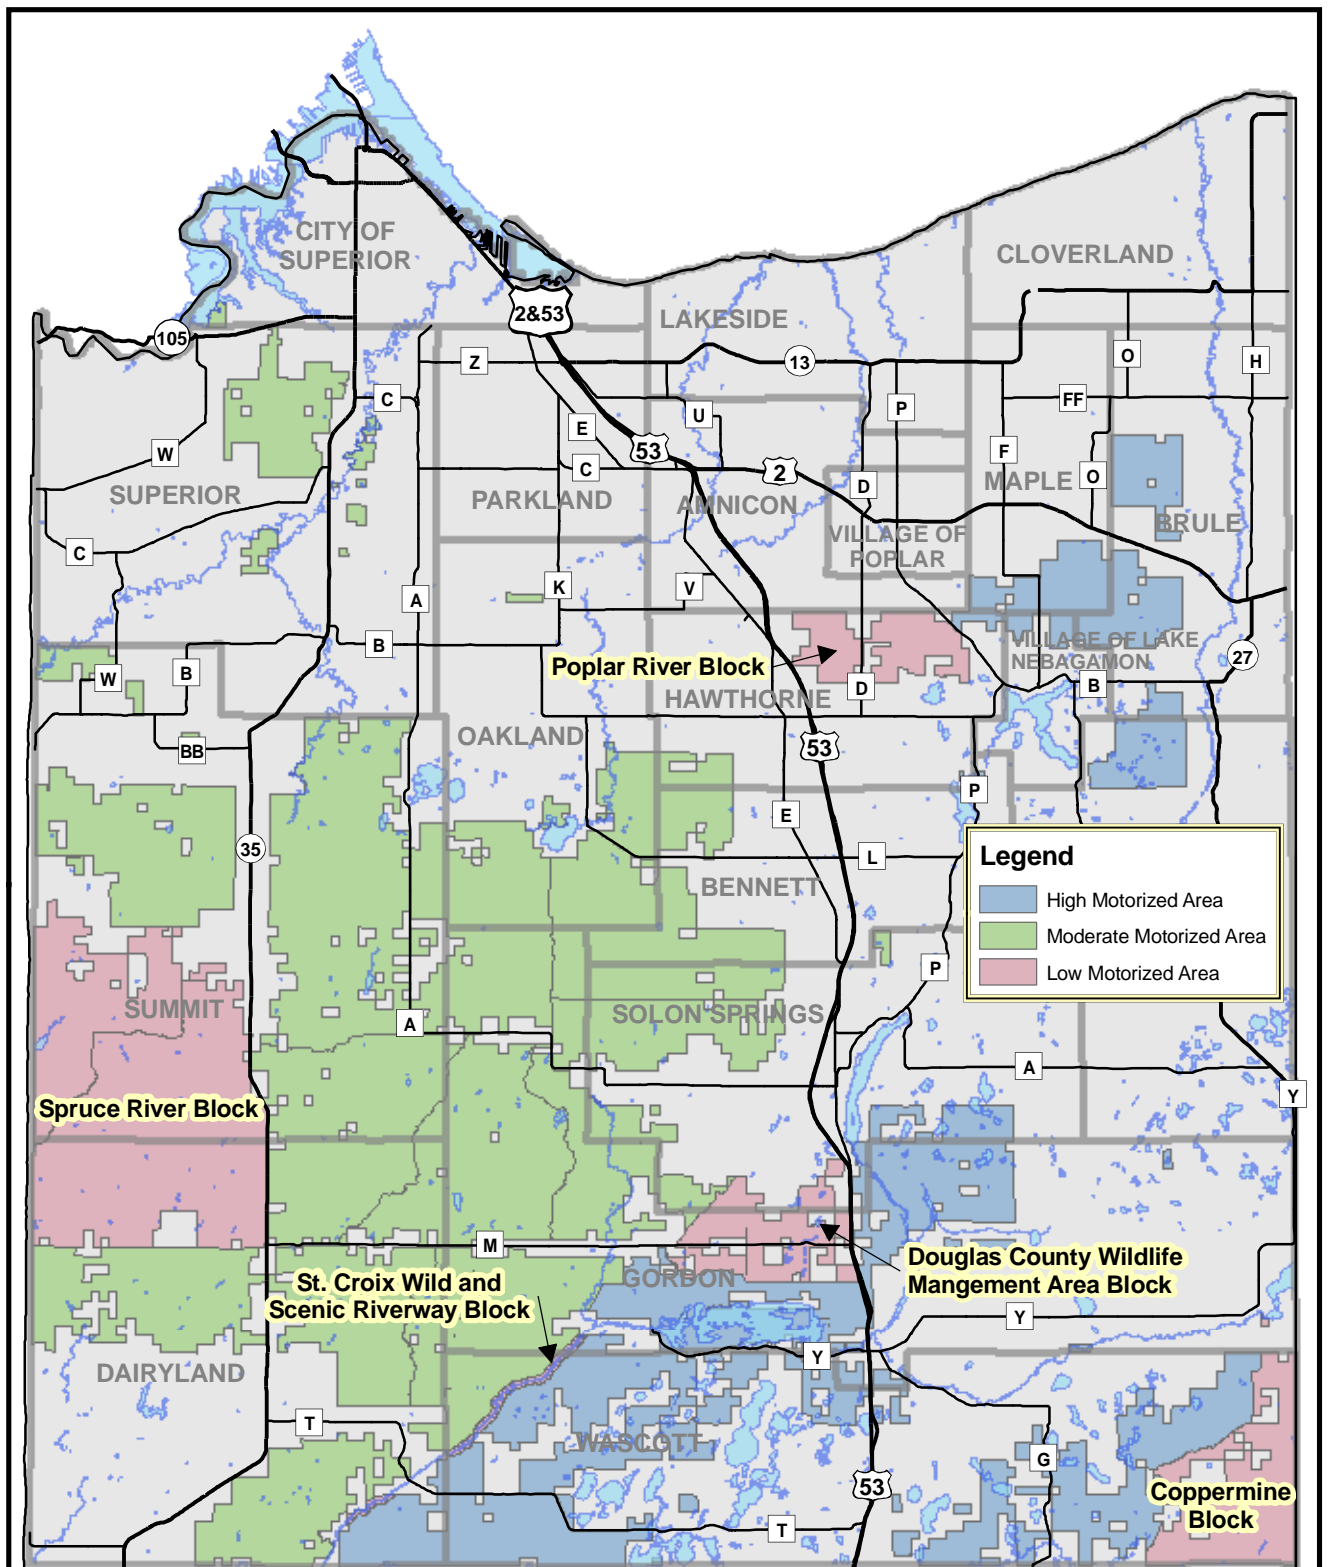 CITY OF
SUPERIOR
CLOVERLAND
2&53
LAKESIDE
105
Z
13
O
H
C
P
FF
U
E
53
F
W
C
2
D
MAPLE
O
SUPERIOR
PARKLAND
AMNICON
BRULE
VILLAGE OF
POPLAR
C
A
K
V
B
VILLAGE OF LAKE
NEBAGAMON
27
Poplar River Block
W
B
D
B
HAWTHORNE
OAKLAND
53
BB
P
E
35
L
BENNETT
Legend
High Motorized Area
Moderate Motorized Area
Low Motorized Area
P
SUMMIT
SOLON SPRINGS
A
A
Y
Spruce River Block
M
Douglas County Wildlife
Mangement Area Block
GORDON
St. Croix Wild and
Scenic Riverway Block
Y
Y
DAIRYLAND
T
WASCOTT
G
53
Coppermine
Block
T